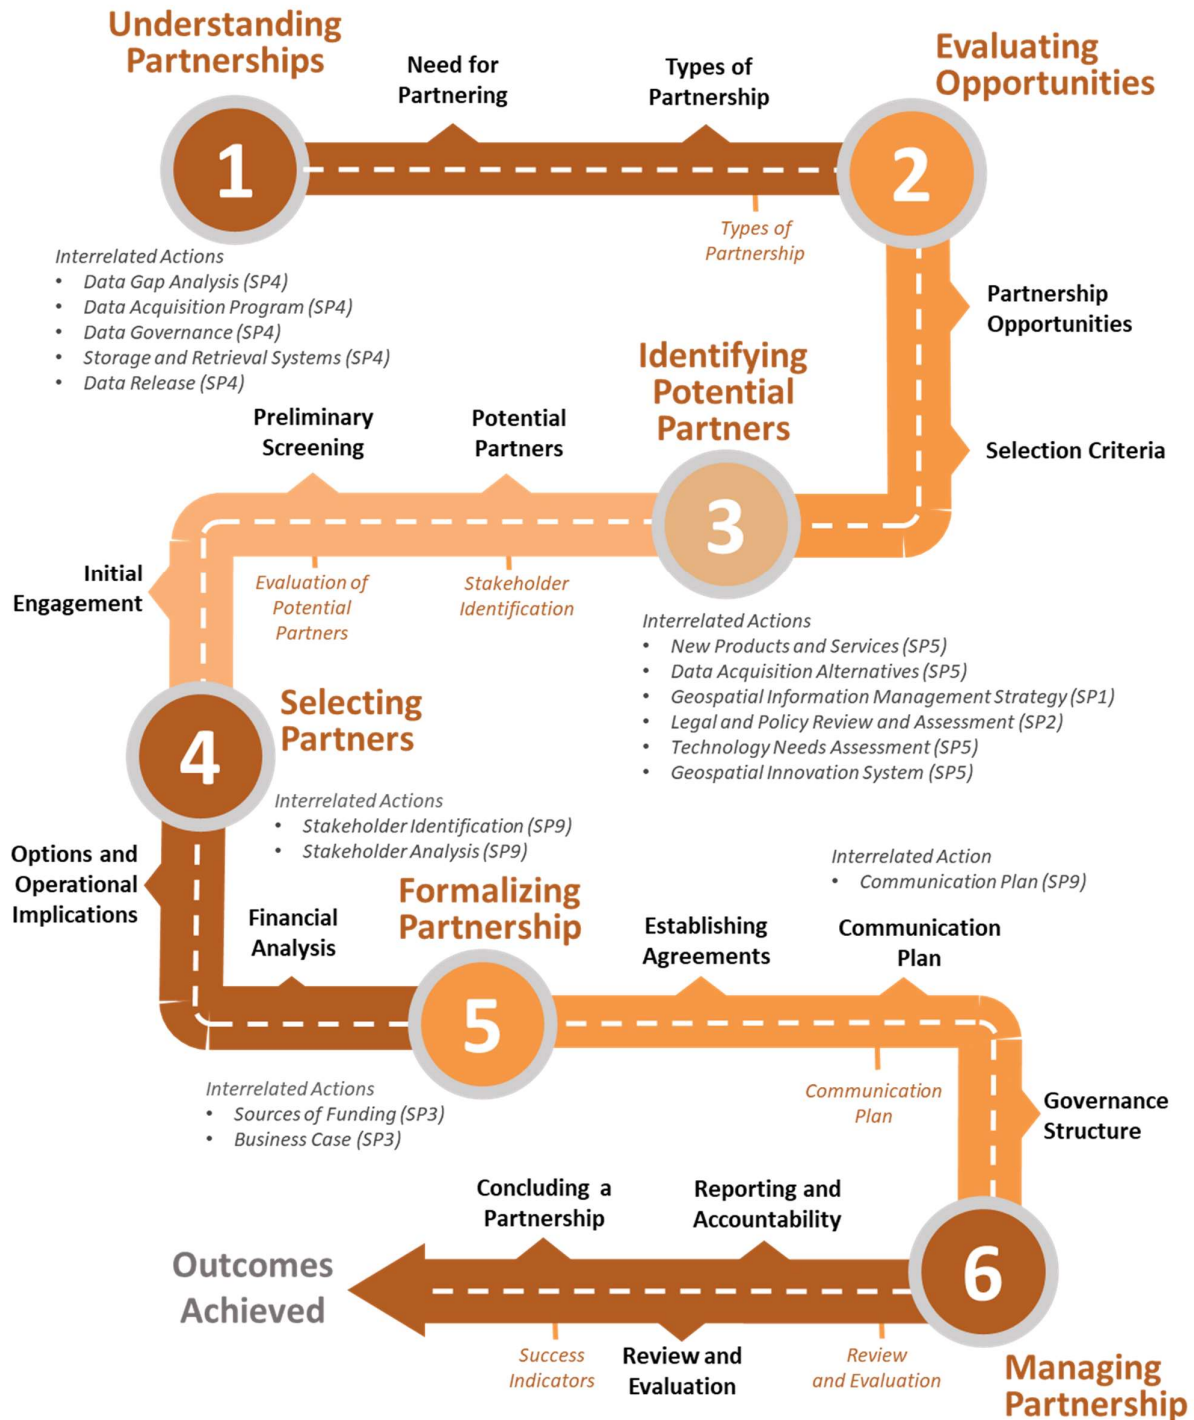 Understanding
Partnerships
Need for
Partnering
Types of
Partnership
Evaluating
Opportunities
1
2
Types of
Partnership
Interrelated Actions
• Data Gap Analysis (SP4)
• Data Acquisition Program (SP4)
• Data Governance (SP4)
• Storage and Retrieval Systems (SP4)
• Data Release (SP4)
Partnership
Opportunities
Selection Criteria
Identifying
Potential
Partners
3
Potential
Partners
Preliminary
Screening
Stakeholder
Identification
Evaluation of
Potential
Partners
Initial
Engagement
Interrelated Actions
• New Products and Services (SP5)
• Data Acquisition Alternatives (SP5)
• Geospatial Information Management Strategy (SP1)
• Legal and Policy Review and Assessment (SP2)
• Technology Needs Assessment (SP5)
• Geospatial Innovation System (SP5)
4
Selecting
Partners
Interrelated Actions
• Stakeholder Identification (SP9)
• Stakeholder Analysis (SP9)
Options and
Operational
Implications
Financial
Analysis
Formalizing
Partnership
5
Interrelated Actions
• Sources of Funding (SP3)
• Business Case (SP3)
Establishing
Agreements
Interrelated Action
• Communication Plan (SP9)
Communication
Plan
Communication
Plan
Governance
Structure
6
Managing
Partnership
Reporting and
Accountability
Concluding a
Partnership
Review
and Evaluation
Review and
Evaluation
Success
Indicators
Outcomes
Achieved